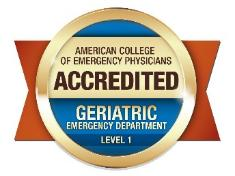 AMERICAN COLLEGE
OF EMERGENCY PHYSICIANS
ACCREDITED
GERIATRIC
EMERGENCY DEPARTMENT
LEVEL 1